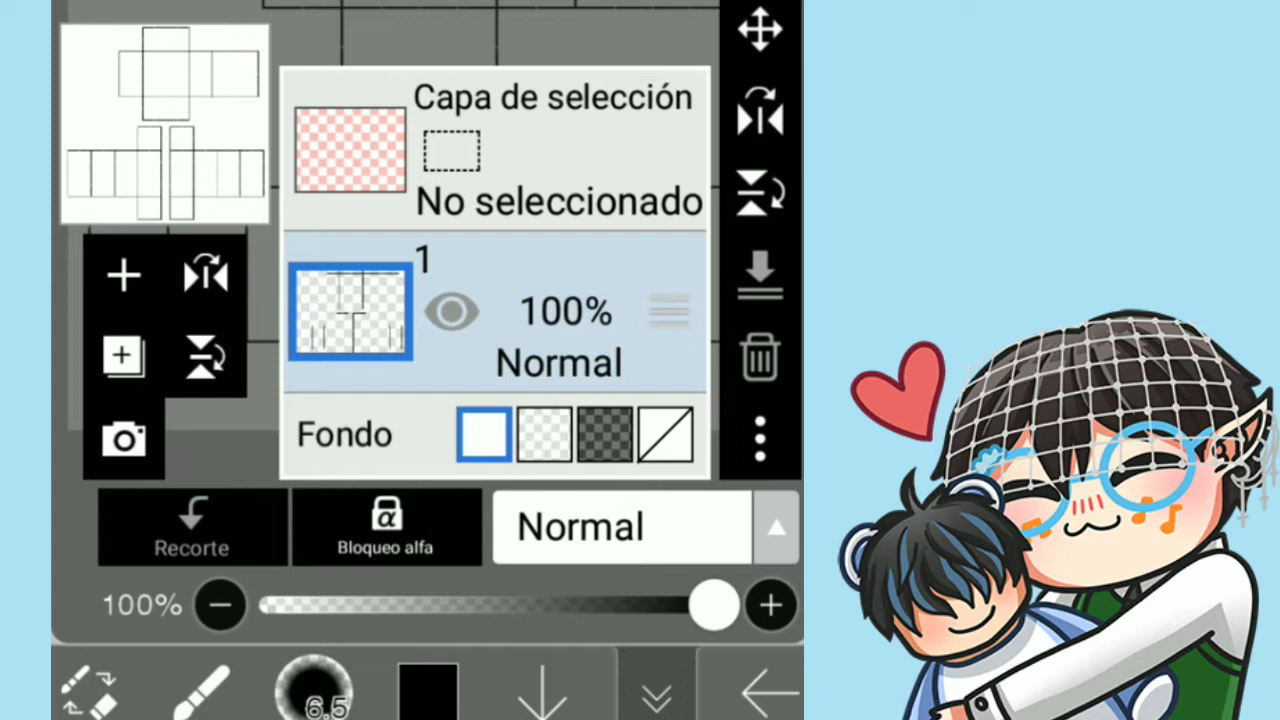 Capa de selección
No seleccionado
1
100%
Normal
Fondo
Recorte
α
Bloqueo alfa
Normal
100%
6.5